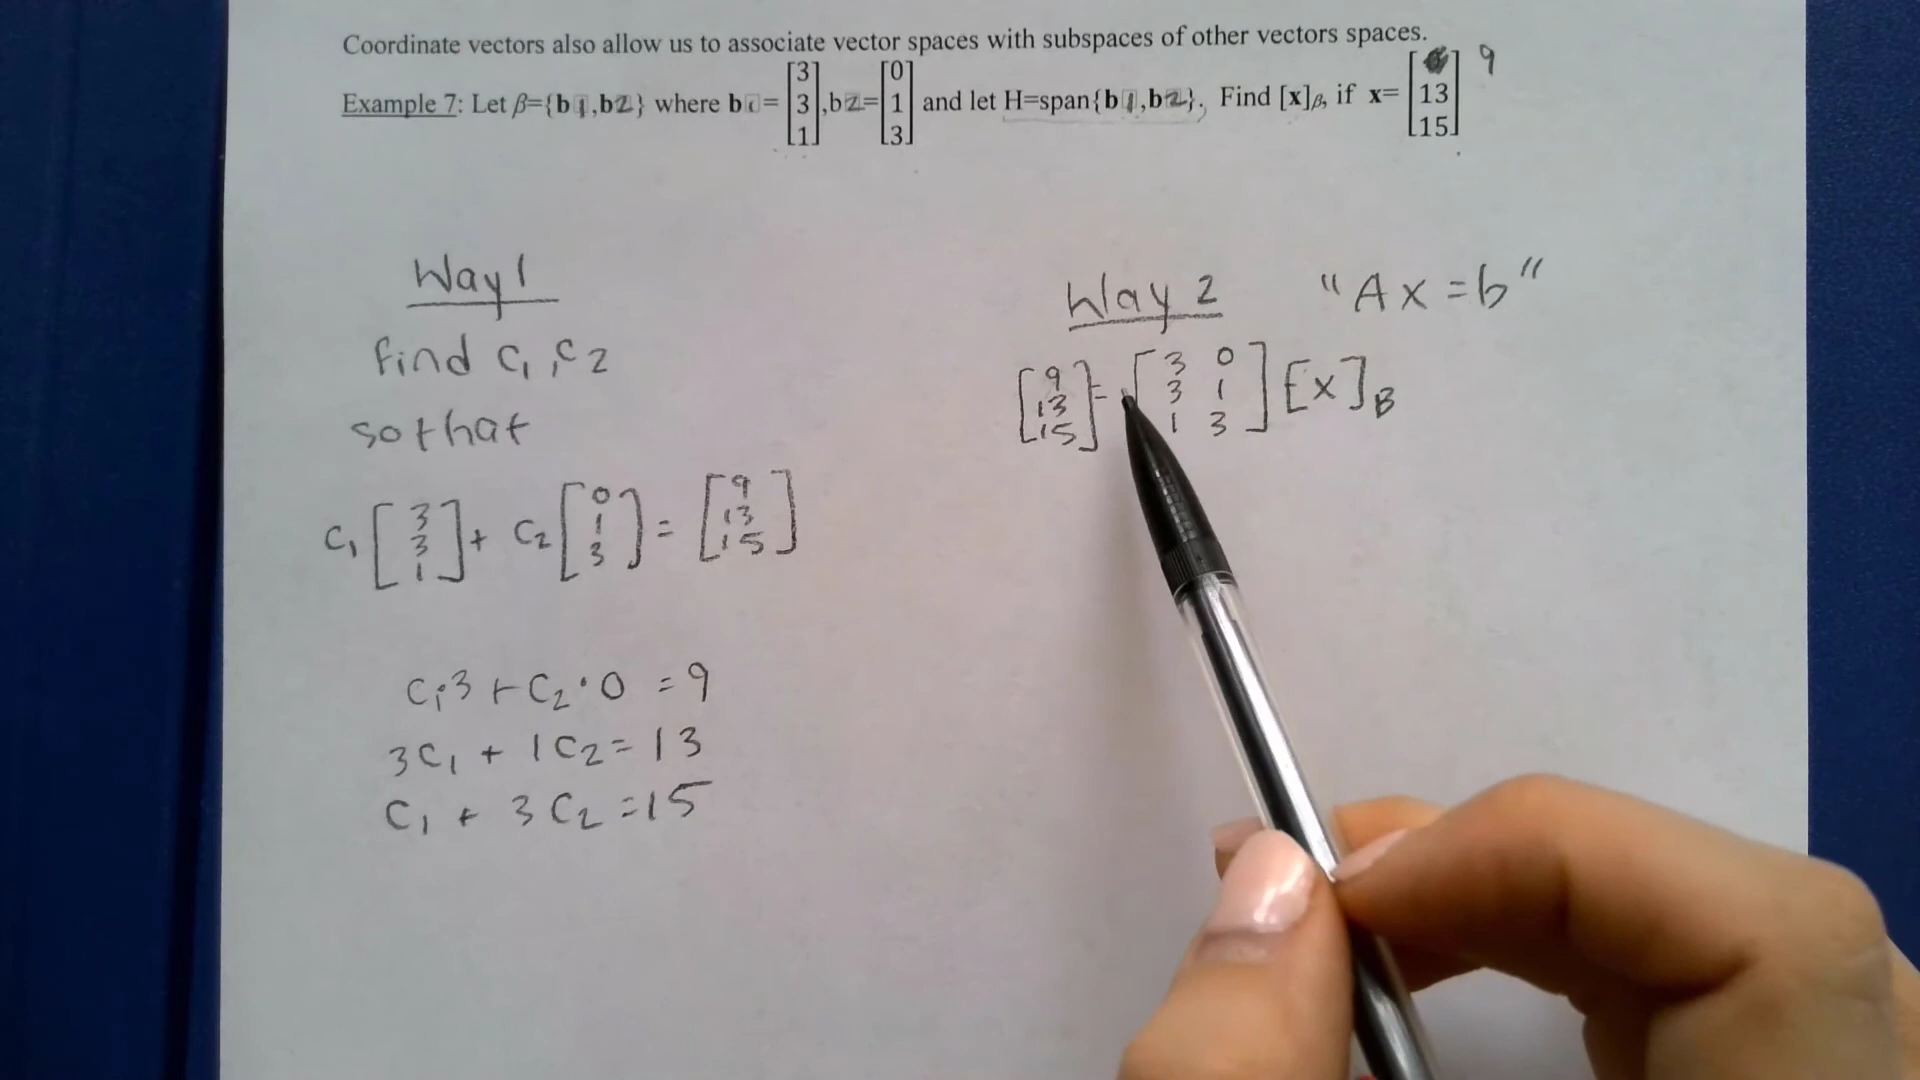 Coordinate vectors also allow us to associate vector spaces with subspaces of other vectors spaces.
Example 7: Let β={b1,b2} where b1=[3 3 1],b2=[0 1 3] and let H=span{b1,b2}. Find [x]β, if x=[13 15] 9
Way 1
find c₁, c₂
so that
c₁[3 3 1] + c₂[0 1 3] = [9 13 15]
c₁·3 + c₂·0 = 9
3c₁ + 1c₂ = 13
c₁ + 3c₂ = 15
Way 2 "Ax=b"
[9 13 15] = [3 0 3 1 1 3] [x]B